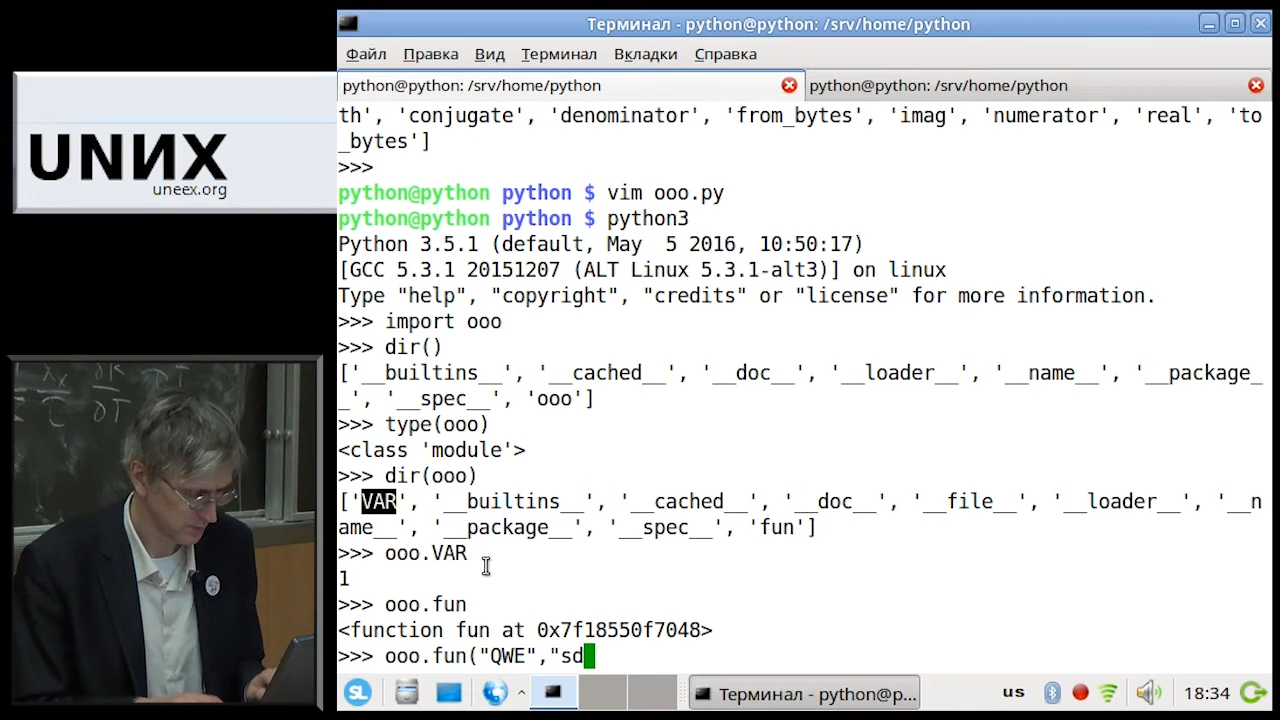 Терминал - python@python: /srv/home/python
Файл Правка Вид Терминал Вкладки Справка
python@python: /srv/home/python
python@python: /srv/home/python
th', 'conjugate', 'denominator', 'from_bytes', 'imag', 'numerator', 'real', 'to
_bytes']
>>>
python@python python $ vim ooo.py
python@python python $ python3
Python 3.5.1 (default, May  5 2016, 10:50:17)
[GCC 5.3.1 20151207 (ALT Linux 5.3.1-alt3)] on linux
Type "help", "copyright", "credits" or "license" for more information.
>>> import ooo
>>> dir()
['__builtins__', '__cached__', '__doc__', '__loader__', '__name__', '__package_
_', '__spec__', 'ooo']
>>> type(ooo)
<class 'module'>
>>> dir(ooo)
['VAR', '__builtins__', '__cached__', '__doc__', '__file__', '__loader__', '__n
ame__', '__package__', '__spec__', 'fun']
>>> ooo.VAR
1
>>> ooo.fun
<function fun at 0x7f18550f7048>
>>> ooo.fun("QWE","sd
SL
Терминал - python@p...
us
18:34
UNИX
uneex.org